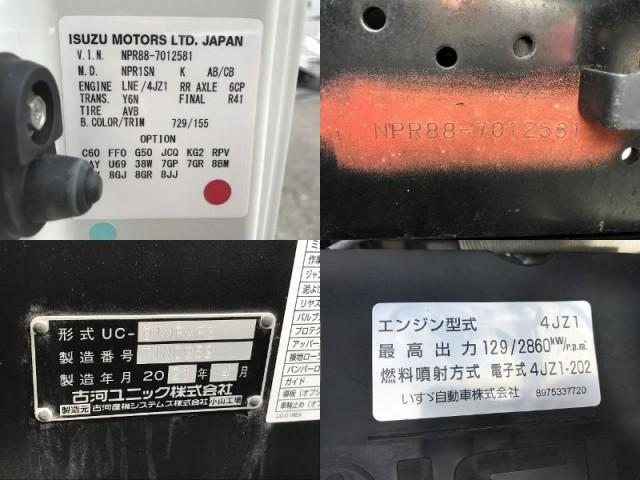 ISUZU MOTORS LTD. JAPAN
V.I.N. NPR88-7012581
M.D. NPR1SN K AB/CB
ENGINE LNE/4JZ1 RR AXLE 6CP
TRANS. Y6N FINAL R41
TIRE AVB
B.COLOR/TRIM 729/155
OPTION
C60 FF0 G50 JCQ KG2 RPV
AY U69 38W 7GP 7GR 8BM
8GJ 8GR 8JJ
NPR88-7012581
形式 UC-
製造番号
製造年月 20 年 4月
古河ユニック株式会社
製造元 古河産機システムズ株式会社 小山工場
エンジン型式 4JZ1
最高出力 129/2860kW/r.p.m.
燃料噴射方式 電子式 4JZ1-202
いすゞ自動車株式会社 8975337720